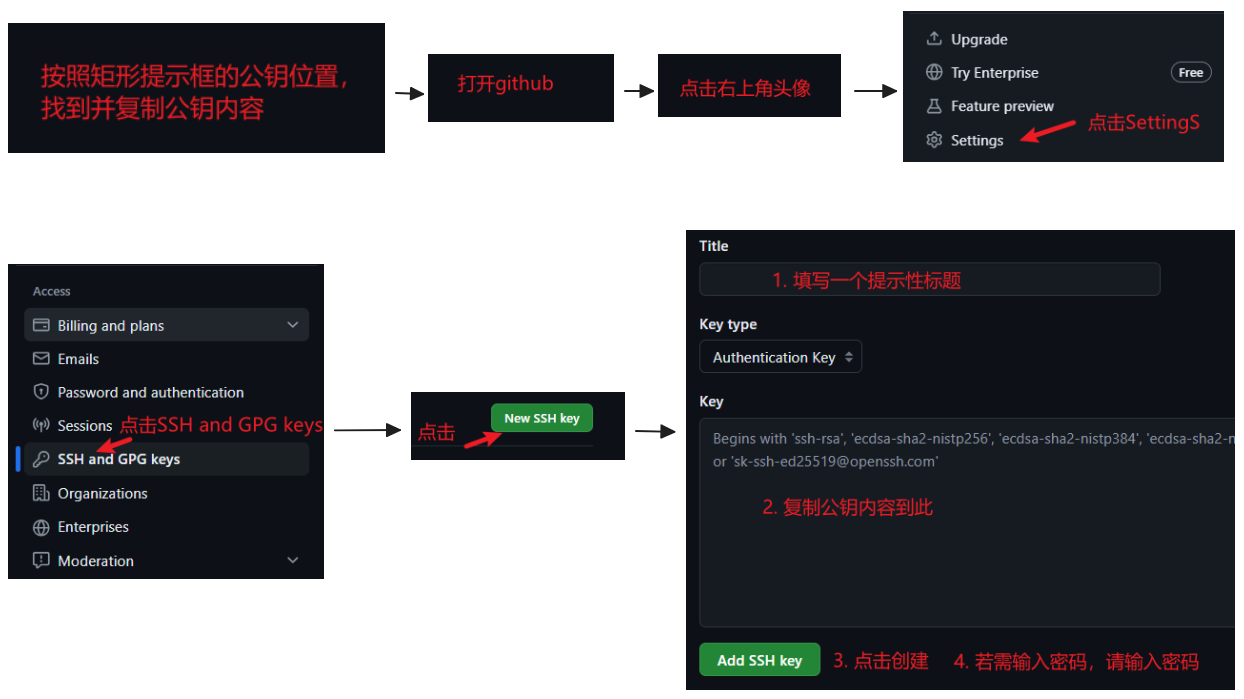 按照矩形提示框的公钥位置，
找到并复制公钥内容
打开github
点击右上角头像
Upgrade
Try Enterprise Free
Feature preview
Settings
点击SettingS
Access
Billing and plans
Emails
Password and authentication
Sessions
点击SSH and GPG keys
SSH and GPG keys
Organizations
Enterprises
Moderation
New SSH key
点击
Title
1. 填写一个提示性标题
Key type
Authentication Key
Key
Begins with 'ssh-rsa', 'ecdsa-sha2-nistp256', 'ecdsa-sha2-nistp384', 'ecdsa-sha2-n
or 'sk-ssh-ed25519@openssh.com'
2. 复制公钥内容到此
Add SSH key
3. 点击创建
4. 若需输入密码，请输入密码